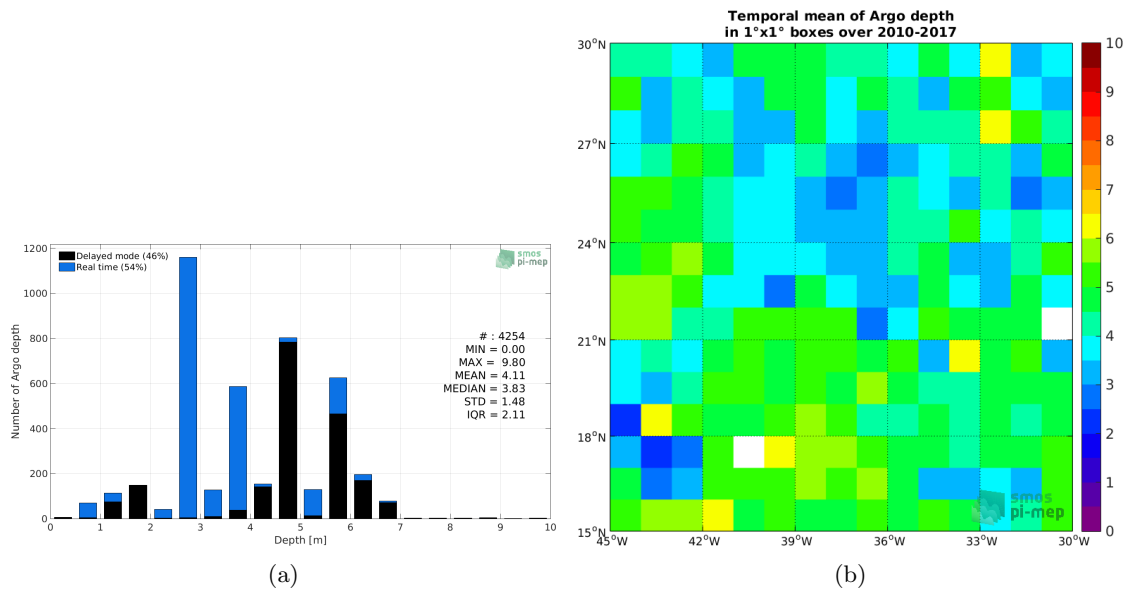 Temporal mean of Argo depth
in 1°x1° boxes over 2010-2017
1200
1000
800
600
400
200
0
Number of Argo depth
Delayed mode (46%)
Real time (54%)
smos
pi-mep
# : 4254
MIN = 0.00
MAX = 9.80
MEAN = 4.11
MEDIAN = 3.83
STD = 1.48
IQR = 2.11
0 1 2 3 4 5 6 7 8 9 10
Depth [m]
(a)
30°N
27°N
24°N
21°N
18°N
15°N
45°W 42°W 39°W 36°W 33°W 30°W
smos
pi-mep
10
9
8
7
6
5
4
3
2
1
0
(b)